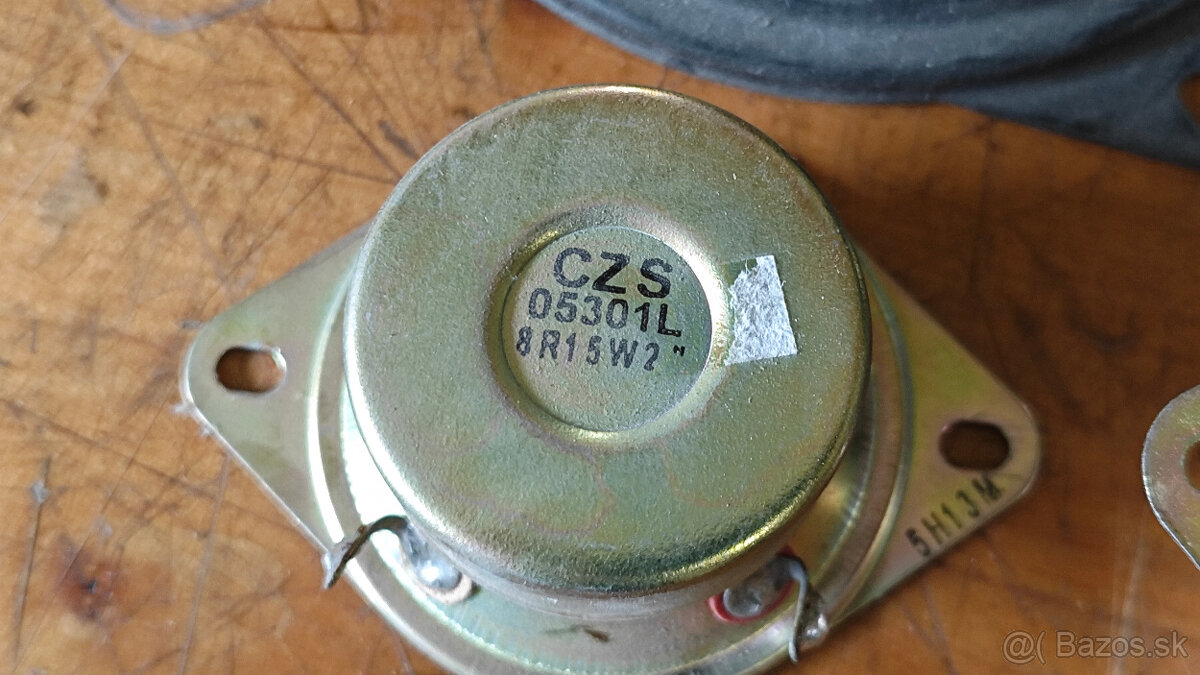 CZS
05301L
8R15W2"
5H13M
@( Bazos.sk